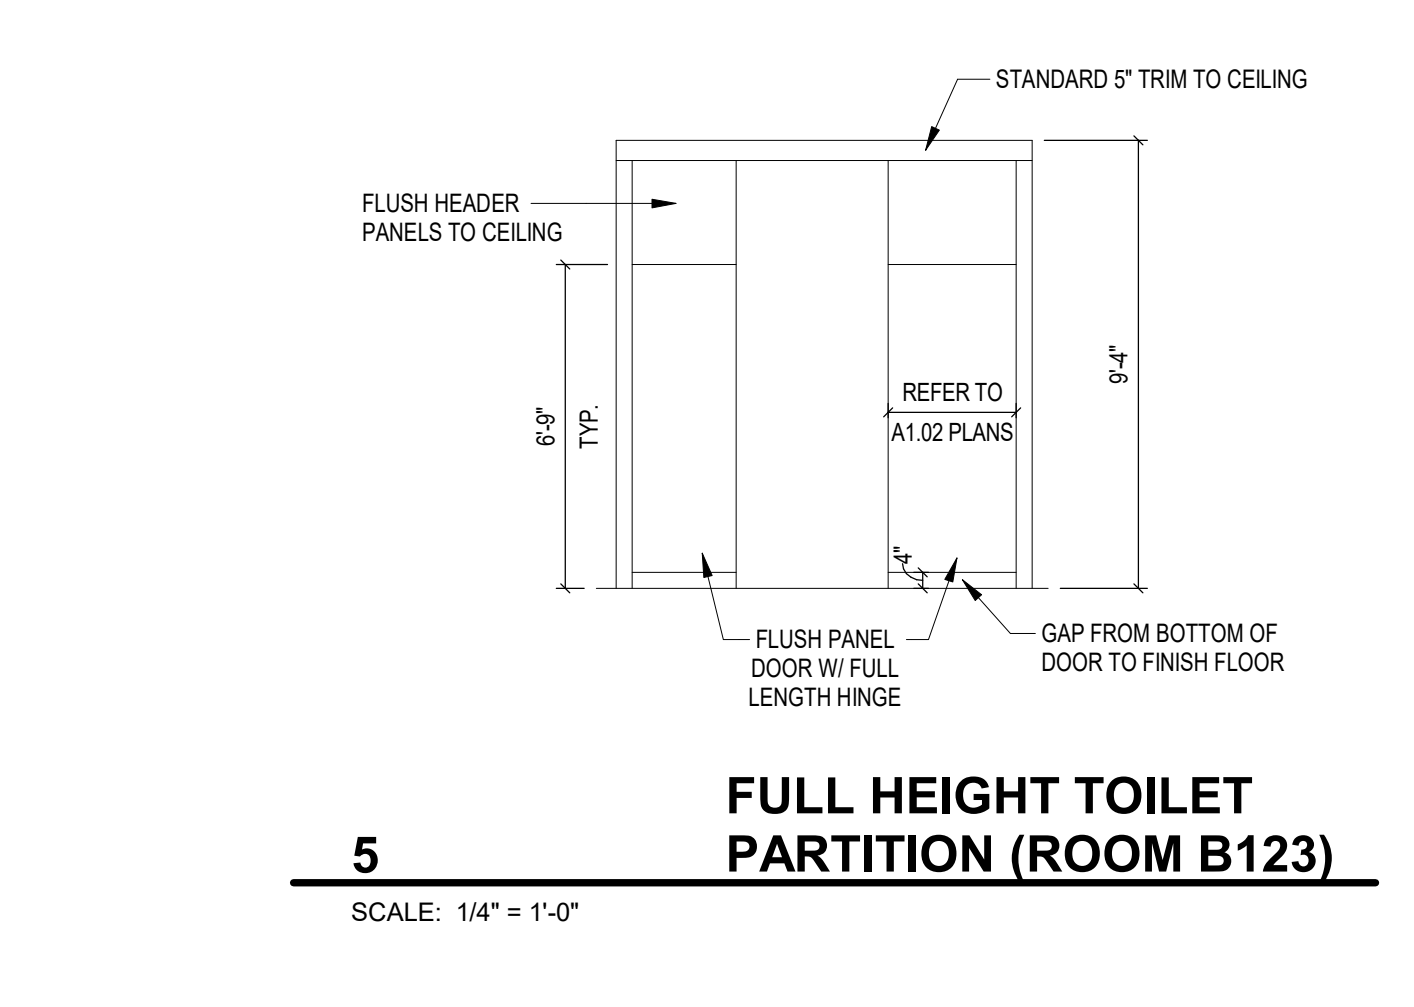 STANDARD 5" TRIM TO CEILING
FLUSH HEADER
PANELS TO CEILING
9'-4"
6'-9"
TYP.
REFER TO
A1.02 PLANS
4"
FLUSH PANEL
DOOR W/ FULL
LENGTH HINGE
GAP FROM BOTTOM OF
DOOR TO FINISH FLOOR
FULL HEIGHT TOILET
PARTITION (ROOM B123)
5
SCALE: 1/4" = 1'-0"